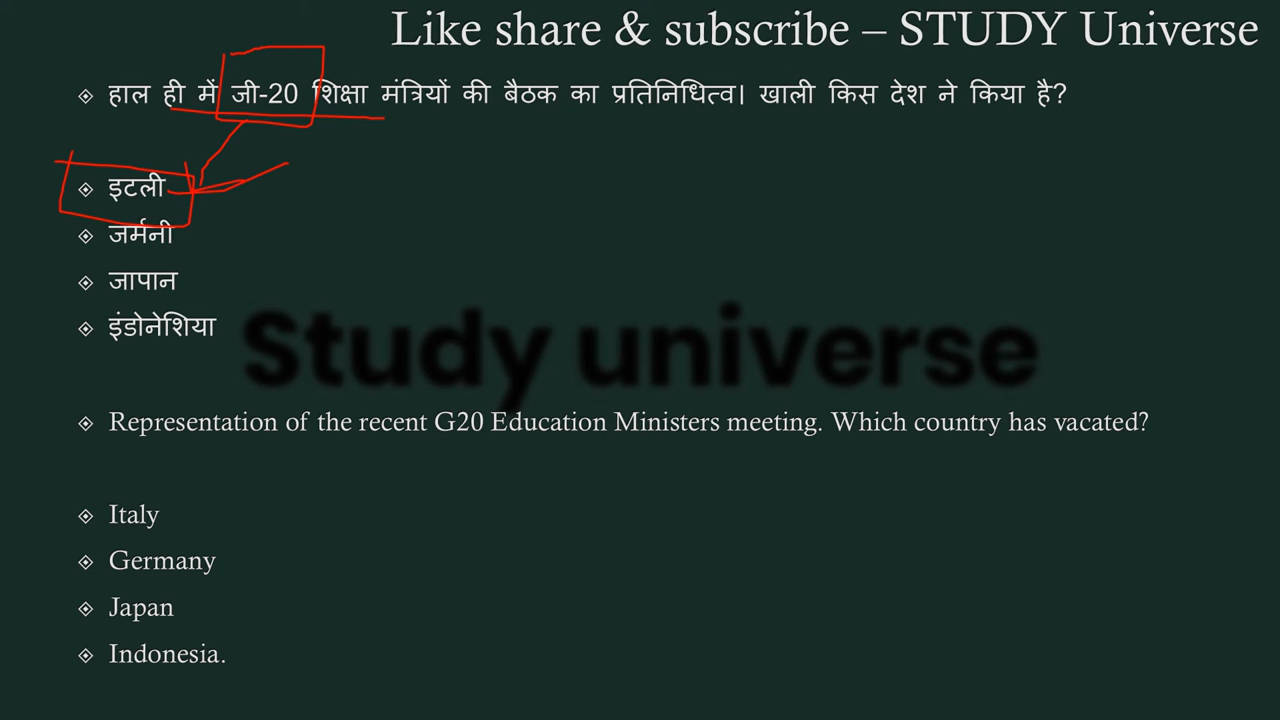 Like share & subscribe – STUDY Universe
हाल ही में जी-20 शिक्षा मंत्रियों की बैठक का प्रतिनिधित्व। खाली किस देश ने किया है?
इटली
जर्मनी
जापान
इंडोनेशिया
Study universe
Representation of the recent G20 Education Ministers meeting. Which country has vacated?
Italy
Germany
Japan
Indonesia.